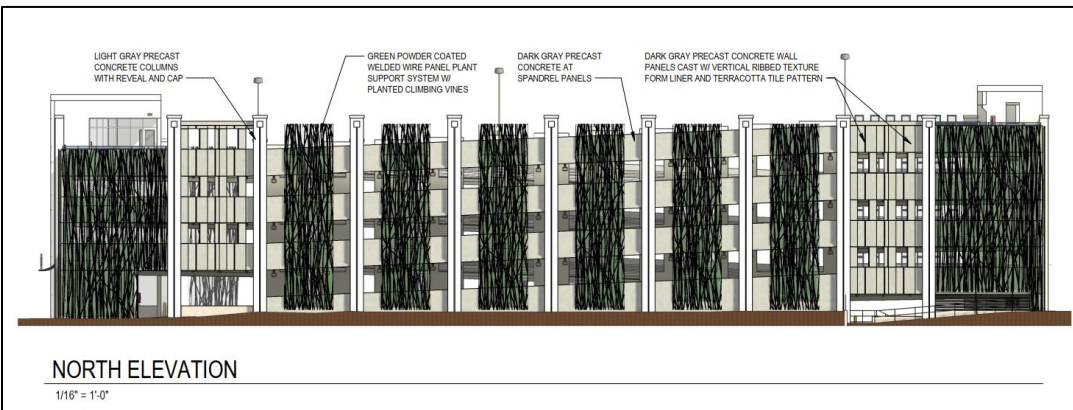 LIGHT GRAY PRECAST
CONCRETE COLUMNS
WITH REVEAL AND CAP
GREEN POWDER COATED
WELDED WIRE PANEL PLANT
SUPPORT SYSTEM W/
PLANTED CLIMBING VINES
DARK GRAY PRECAST
CONCRETE AT
SPANDREL PANELS
DARK GRAY PRECAST CONCRETE WALL
PANELS CAST W/ VERTICAL RIBBED TEXTURE
FORM LINER AND TERRACOTTA TILE PATTERN
NORTH ELEVATION
1/16" = 1'-0"